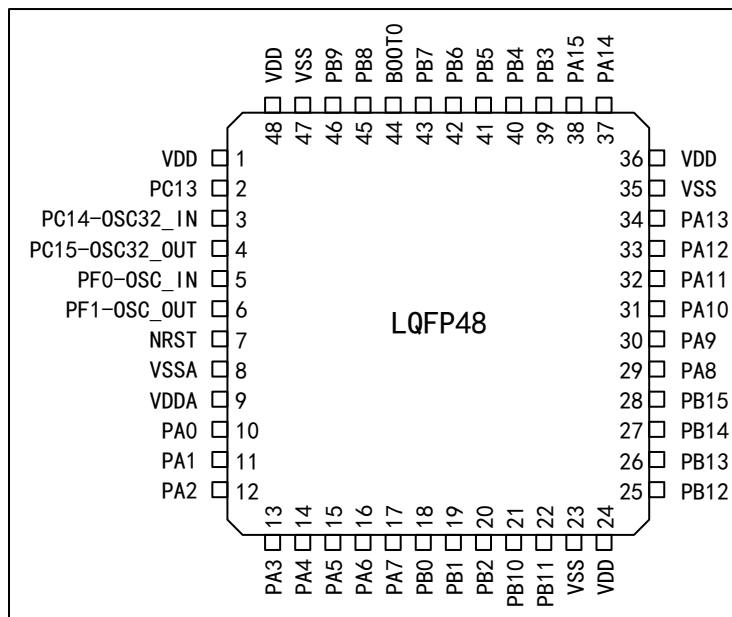 VDD VSS PB9 PB8 BOOT0 PB7 PB6 PB5 PB4 PB3 PA15 PA14
48 47 46 45 44 43 42 41 40 39 38 37
VDD 1 36 VDD
PC13 2 35 VSS
PC14-OSC32_IN 3 34 PA13
PC15-OSC32_OUT 4 33 PA12
PF0-OSC_IN 5 32 PA11
PF1-OSC_OUT 6 31 PA10
LQFP48
NRST 7 30 PA9
VSSA 8 29 PA8
VDDA 9 28 PB15
PA0 10 27 PB14
PA1 11 26 PB13
PA2 12 25 PB12
13 14 15 16 17 18 19 20 21 22 23 24
PA3 PA4 PA5 PA6 PA7 PB0 PB1 PB2 PB10 PB11 VSS VDD